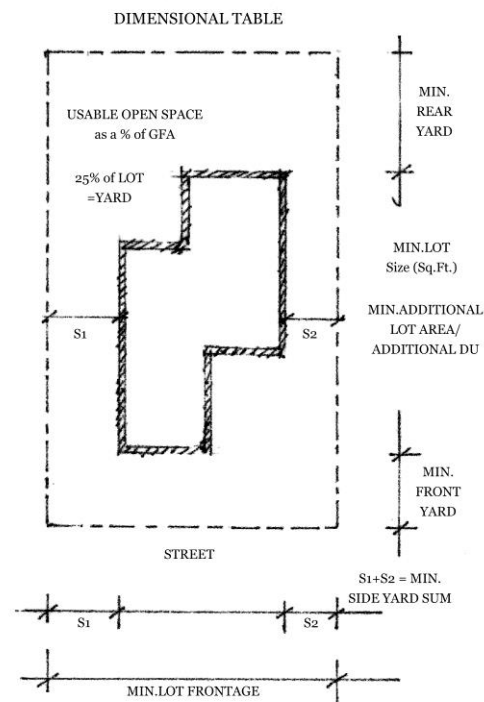 DIMENSIONAL TABLE
USABLE OPEN SPACE
as a % of GFA
25% of LOT
=YARD
MIN.
REAR
YARD
MIN.LOT
Size (Sq.Ft.)
MIN.ADDITIONAL
LOT AREA/
ADDITIONAL DU
S1
S2
MIN.
FRONT
YARD
STREET
S1+S2 = MIN.
SIDE YARD SUM
S1
S2
MIN.LOT FRONTAGE